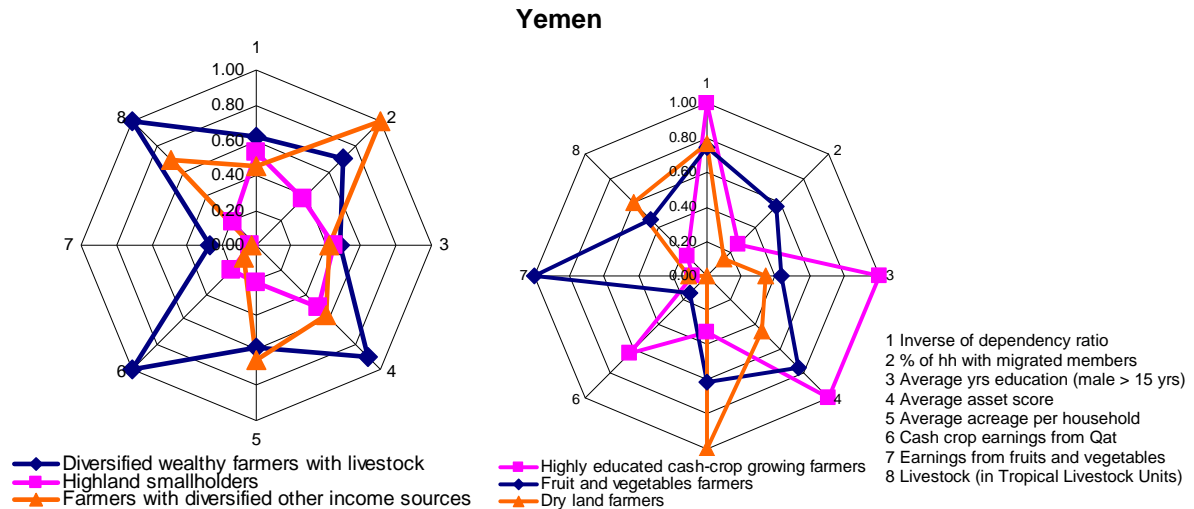 Yemen
1
1.00
0.80
0.60
0.40
0.20
0.00
2
3
4
5
6
7
8
Diversified wealthy farmers with livestock
Highland smallholders
Farmers with diversified other income sources
1
1.00
0.80
0.60
0.40
0.20
0.00
2
3
4
6
7
8
Highly educated cash-crop growing farmers
Fruit and vegetables farmers
Dry land farmers
1 Inverse of dependency ratio
2 % of hh with migrated members
3 Average yrs education (male > 15 yrs)
4 Average asset score
5 Average acreage per household
6 Cash crop earnings from Qat
7 Earnings from fruits and vegetables
8 Livestock (in Tropical Livestock Units)